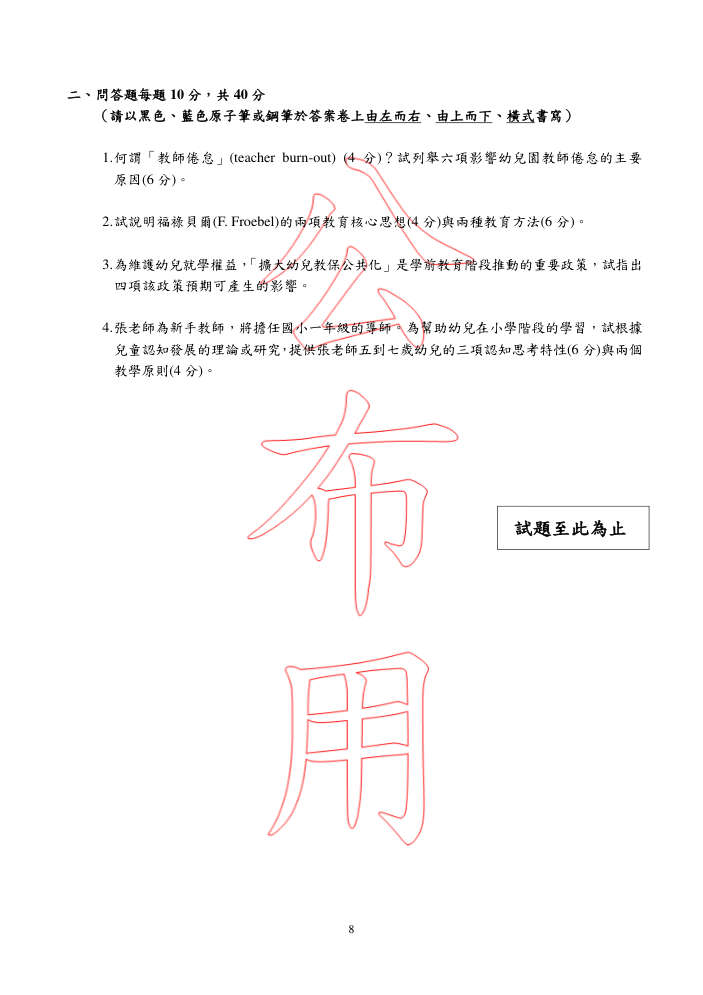 二、問答題每題 10 分，共 40 分
（請以黑色、藍色原子筆或鋼筆於答案卷上由左而右、由上而下、橫式書寫）
1.何謂「教師倦怠」(teacher burn-out) (4 分)？試列舉六項影響幼兒園教師倦怠的主要
原因(6 分)。
2.試說明福祿貝爾(F. Froebel)的兩項教育核心思想(4 分)與兩種教育方法(6 分)。
3.為維護幼兒就學權益，「擴大幼兒教保公共化」是學前教育階段推動的重要政策，試指出
四項該政策預期可產生的影響。
4.張老師為新手教師，將擔任國小一年級的導師。為幫助幼兒在小學階段的學習，試根據
兒童認知發展的理論或研究，提供張老師五到七歲幼兒的三項認知思考特性(6 分)與兩個
教學原則(4 分)。
試題至此為止
公
布
用
8